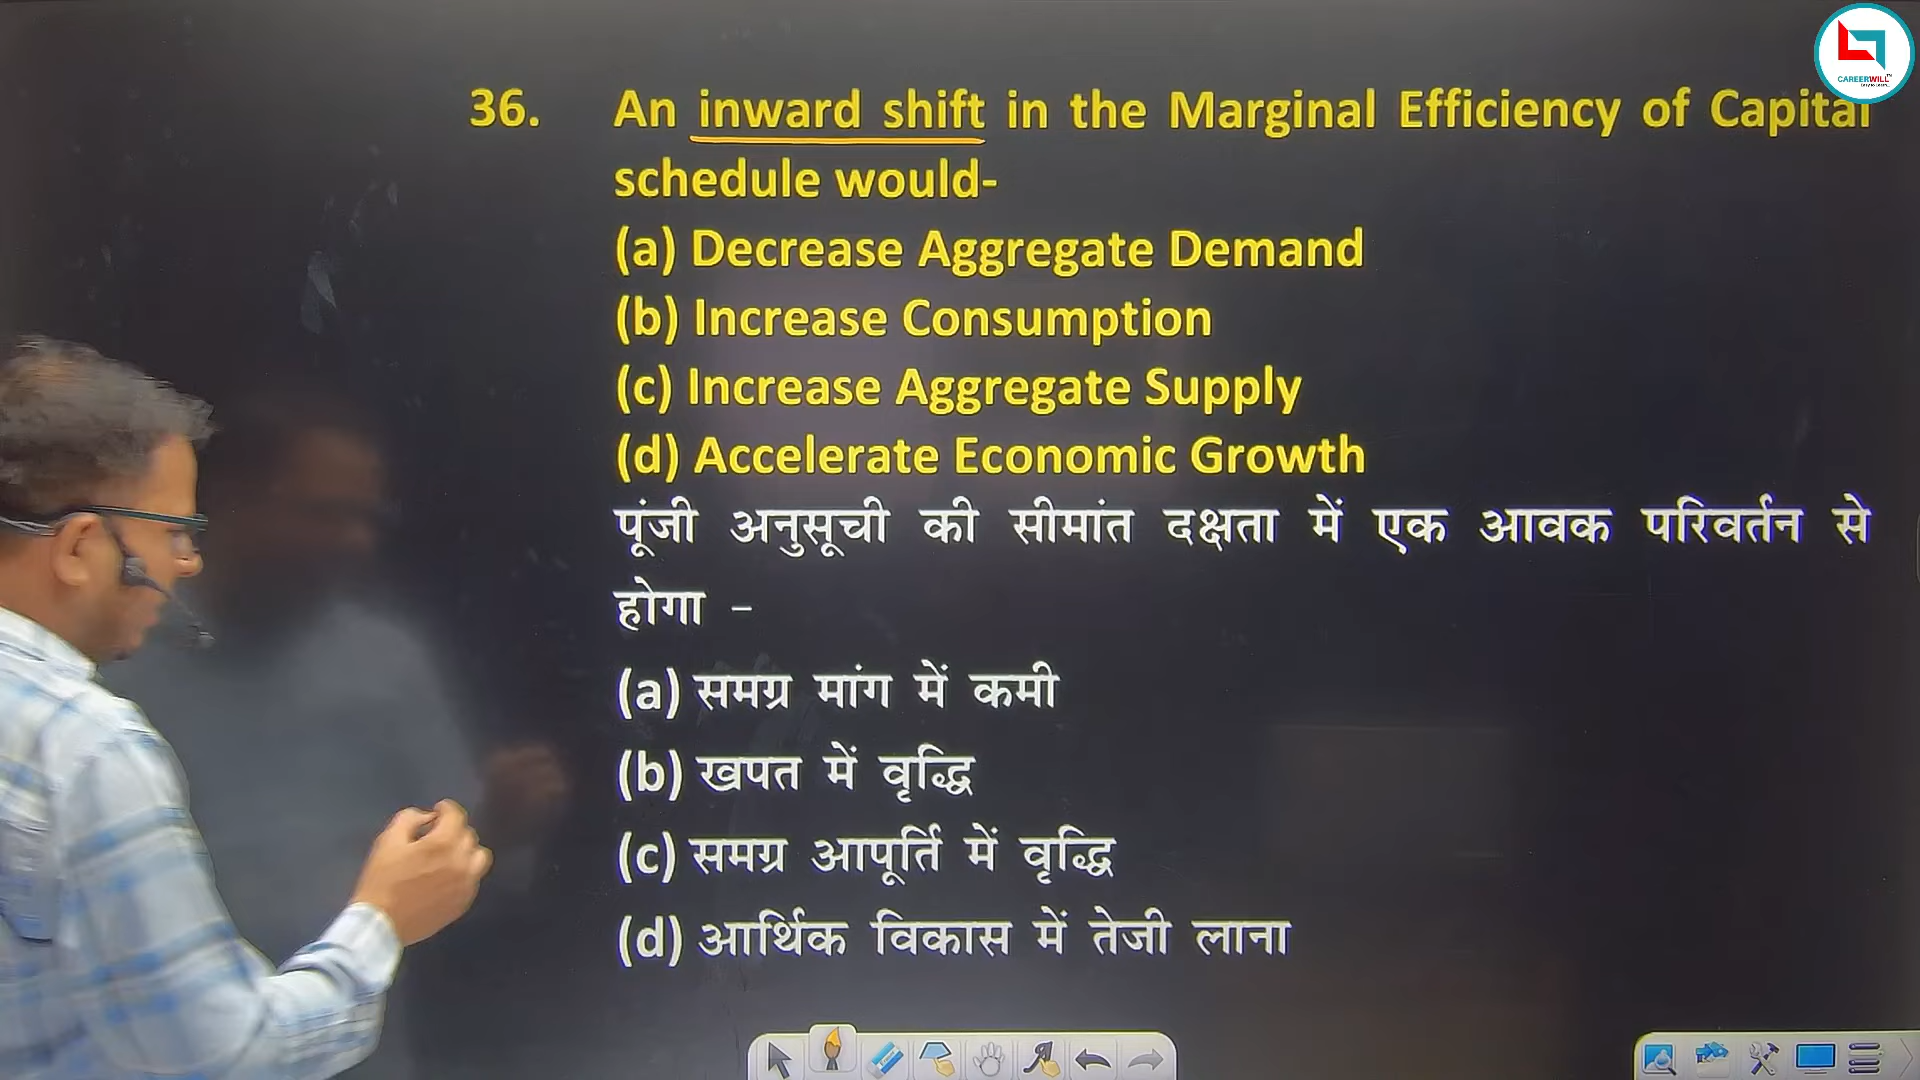 CAREERWILL
36. An inward shift in the Marginal Efficiency of Capital
schedule would-
(a) Decrease Aggregate Demand
(b) Increase Consumption
(c) Increase Aggregate Supply
(d) Accelerate Economic Growth
पूंजी अनुसूची की सीमांत दक्षता में एक आवक परिवर्तन से
होगा -
(a) समग्र मांग में कमी
(b) खपत में वृद्धि
(c) समग्र आपूर्ति में वृद्धि
(d) आर्थिक विकास में तेजी लाना